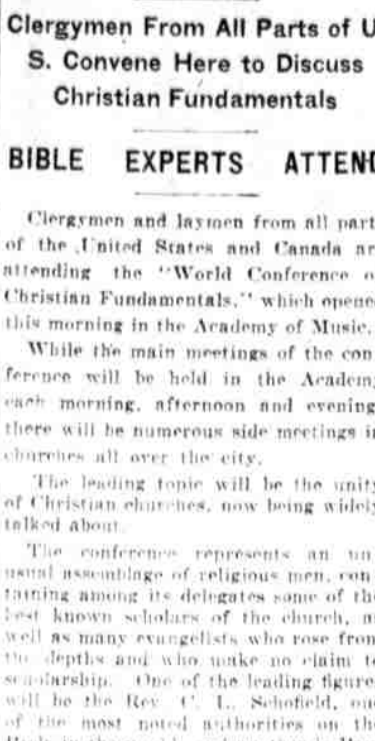 Clergymen From All Parts of U
S. Convene Here to Discuss
Christian Fundamentals
BIBLE EXPERTS ATTEND
Clergymen and laymen from all part
of the United States and Canada ar
attending the "World Conference o
Christian Fundamentals," which opene
this morning in the Academy of Music.
While the main meetings of the con
ference will be held in the Academy
each morning, afternoon and evening
there will be numerous side meetings in
churches all over the city.
The leading topic will be the unity
of Christian churches, now being widely
talked about.
The conference represents an un
usual assemblage of religious men, con
taining among its delegates some of the
best known scholars of the church, a
well as many evangelists who rose from
the depths and who make no claim t
scholarship. One of the leading figure
will be the Rev. C. I. Schofield, on
of the most noted authorities on the